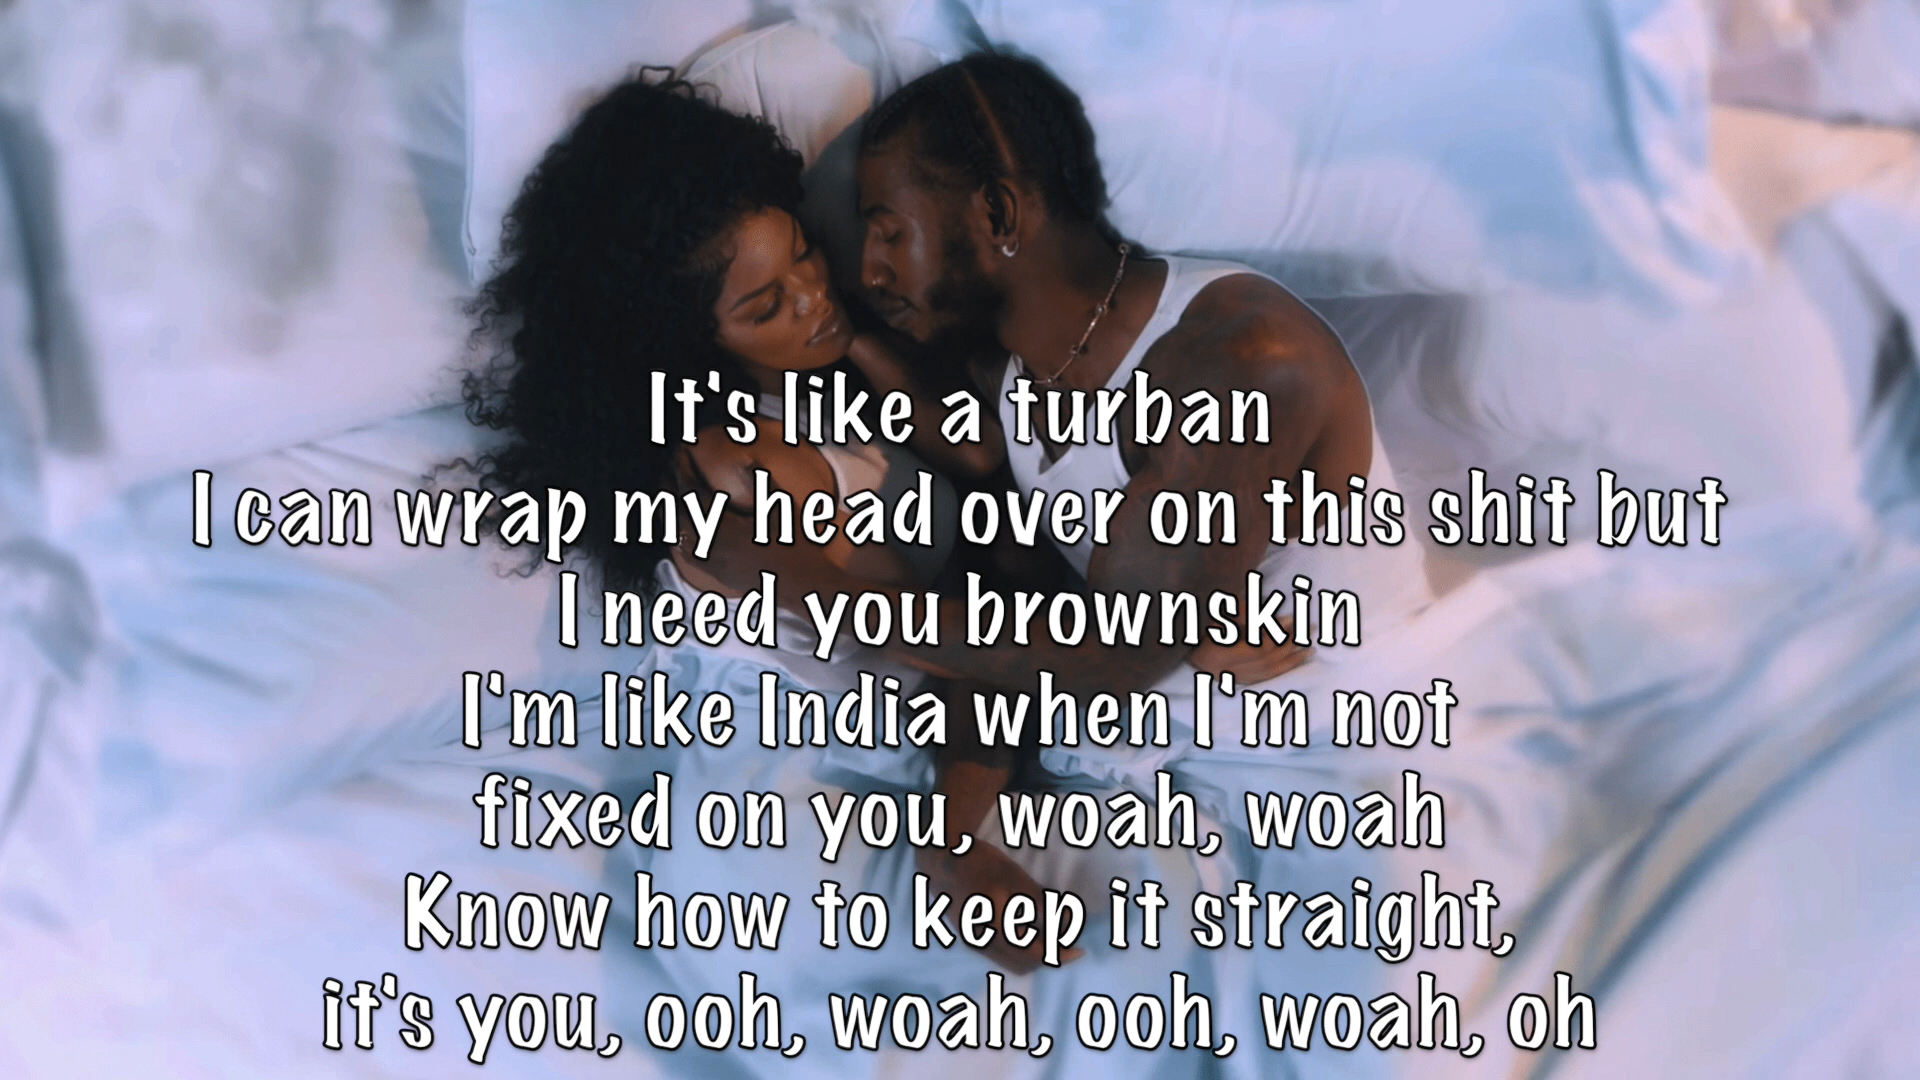 It's like a turban
I can wrap my head over on this shit but
I need you brownskin
I'm like India when I'm not
fixed on you, woah, woah
Know how to keep it straight,
it's you, ooh, woah, ooh, woah, oh